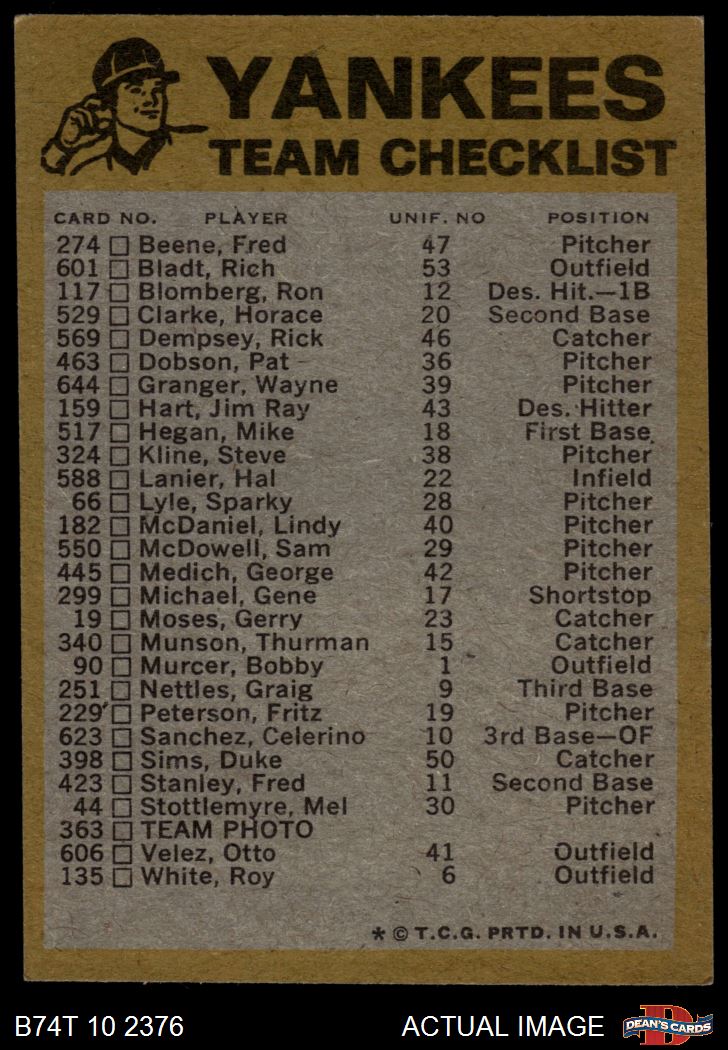 YANKEES
TEAM CHECKLIST
CARD NO. PLAYER UNIF. NO POSITION
274 Beene, Fred 47 Pitcher
601 Bladt, Rich 53 Outfield
117 Blomberg, Ron 12 Des. Hit.—1B
529 Clarke, Horace 20 Second Base
569 Dempsey, Rick 46 Catcher
463 Dobson, Pat 36 Pitcher
644 Granger, Wayne 39 Pitcher
159 Hart, Jim Ray 43 Des. Hitter
517 Hegan, Mike 18 First Base
324 Kline, Steve 38 Pitcher
588 Lanier, Hal 22 Infield
66 Lyle, Sparky 28 Pitcher
182 McDaniel, Lindy 40 Pitcher
550 McDowell, Sam 29 Pitcher
445 Medich, George 42 Pitcher
299 Michael, Gene 17 Shortstop
19 Moses, Gerry 23 Catcher
340 Munson, Thurman 15 Catcher
90 Murcer, Bobby 1 Outfield
251 Nettles, Graig 9 Third Base
229 Peterson, Fritz 19 Pitcher
623 Sanchez, Celerino 10 3rd Base—OF
398 Sims, Duke 50 Catcher
423 Stanley, Fred 11 Second Base
44 Stottlemyre, Mel 30 Pitcher
363 TEAM PHOTO
606 Velez, Otto 41 Outfield
135 White, Roy 6 Outfield
* © T.C.G. PRTD. IN U.S.A.
B74T 10 2376 ACTUAL IMAGE D DEAN'S CARDS